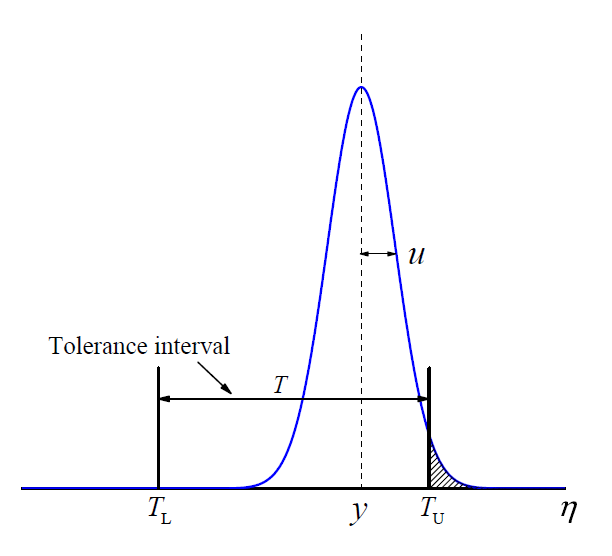 u
Tolerance interval
T
T_L y T_U η